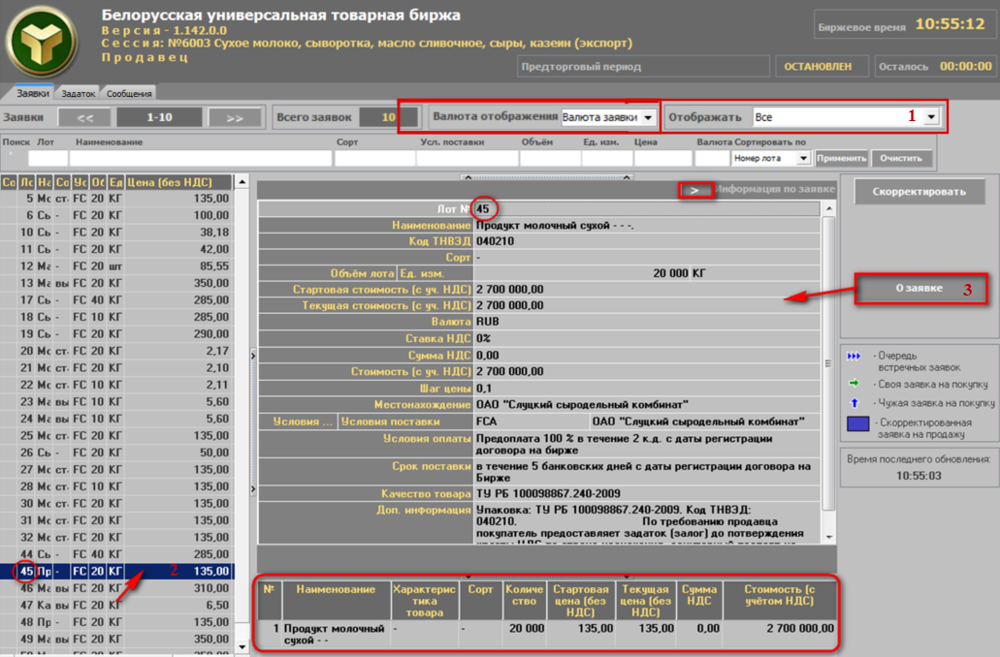 Белорусская универсальная товарная биржа
Версия - 1.142.0.0
Сессия: №6003 Сухое молоко, сыворотка, масло сливочное, сыры, казеин (экспорт)
Продавец
Биржевое время 10:55:12
Предторговый период ОСТАНОВЛЕН Осталось 00:00:00
Заявки Задаток Сообщения
Заявки << 1-10 >> Всего заявок 10 Валюта отображения Валюта заявки Отображать Все 1
Поиск Лот Наименование Сорт Усл. поставки Объём Ед. изм. Цена Валюта Сортировать по
Номер лота Применить Очистить
Со Ло На Со Ус Об Ед Цена (без НДС)
5 Мо ст. FC 20 КГ 135,00
6 Сь - FC 20 КГ 100,00
10 Сь - FC 20 КГ 38,18
11 Сь - FC 20 КГ 42,00
12 Ма - FC 20 шт 85,55
13 Ма вы FC 20 КГ 350,00
17 Сь - FC 40 КГ 285,00
18 Сь - FC 10 КГ 285,00
19 Сь - FC 20 КГ 290,00
20 Мо ст. FC 20 КГ 2,17
21 Мо ст. FC 20 КГ 2,10
22 Мо ст. FC 10 КГ 2,11
23 Ма вы FC 10 КГ 5,60
24 Ма вы FC 10 КГ 5,60
25 Мо ст. FC 20 КГ 135,00
26 Сь - FC 20 КГ 50,00
27 Мо ст. FC 20 КГ 135,00
28 Мо ст. FC 10 КГ 135,00
30 Мо ст. FC 20 КГ 135,00
31 Мо ст. FC 20 КГ 135,00
32 Мо ст. FC 20 КГ 135,00
44 Сь - FC 40 КГ 285,00
45 Пр - FC 20 КГ 2 135,00
46 Ма вы FC 20 КГ 310,00
47 Ка вы FC 20 КГ 6,50
48 Пр - FC 20 КГ 135,00
49 Ма вы FC 20 КГ 350,00
> Информация по заявке
Лот № 45
Наименование Продукт молочный сухой - - -.
Код ТНВЭД 040210
Сорт -
Объём лота Ед. изм. 20 000 КГ
Стартовая стоимость (с уч. НДС) 2 700 000,00
Текущая стоимость (с уч. НДС) 2 700 000,00
Валюта RUB
Ставка НДС 0%
Сумма НДС 0,00
Стоимость (с уч. НДС) 2 700 000,00
Шаг цены 0,1
Местонахождение ОАО "Слуцкий сыродельный комбинат"
Условия ... Условия поставки FCA ОАО "Слуцкий сыродельный комбинат"
Условия оплаты Предоплата 100 % в течение 2 к.д. с даты регистрации
договора на бирже
Срок поставки в течение 5 банковских дней с даты регистрации договора на
Бирже
Качество товара ТУ РБ 100098867.240-2009
Доп. информация Упаковка: ТУ РБ 100098867.240-2009. Код ТНВЭД:
040210. По требованию продавца
покупатель предоставляет задаток (залог) до потверждения
№ Наименование Характеристика товара Сорт Количество Стартовая цена (без НДС) Текущая цена (без НДС) Сумма НДС Стоимость (с учётом НДС)
1 Продукт молочный сухой - - - - 20 000 135,00 135,00 0,00 2 700 000,00
Скорректировать
О заявке 3
- Очередь
встречных заявок
- Своя заявка на покупку
- Чужая заявка на покупку
- Скорректированная
заявка на продажу
Время последнего обновления:
10:55:03